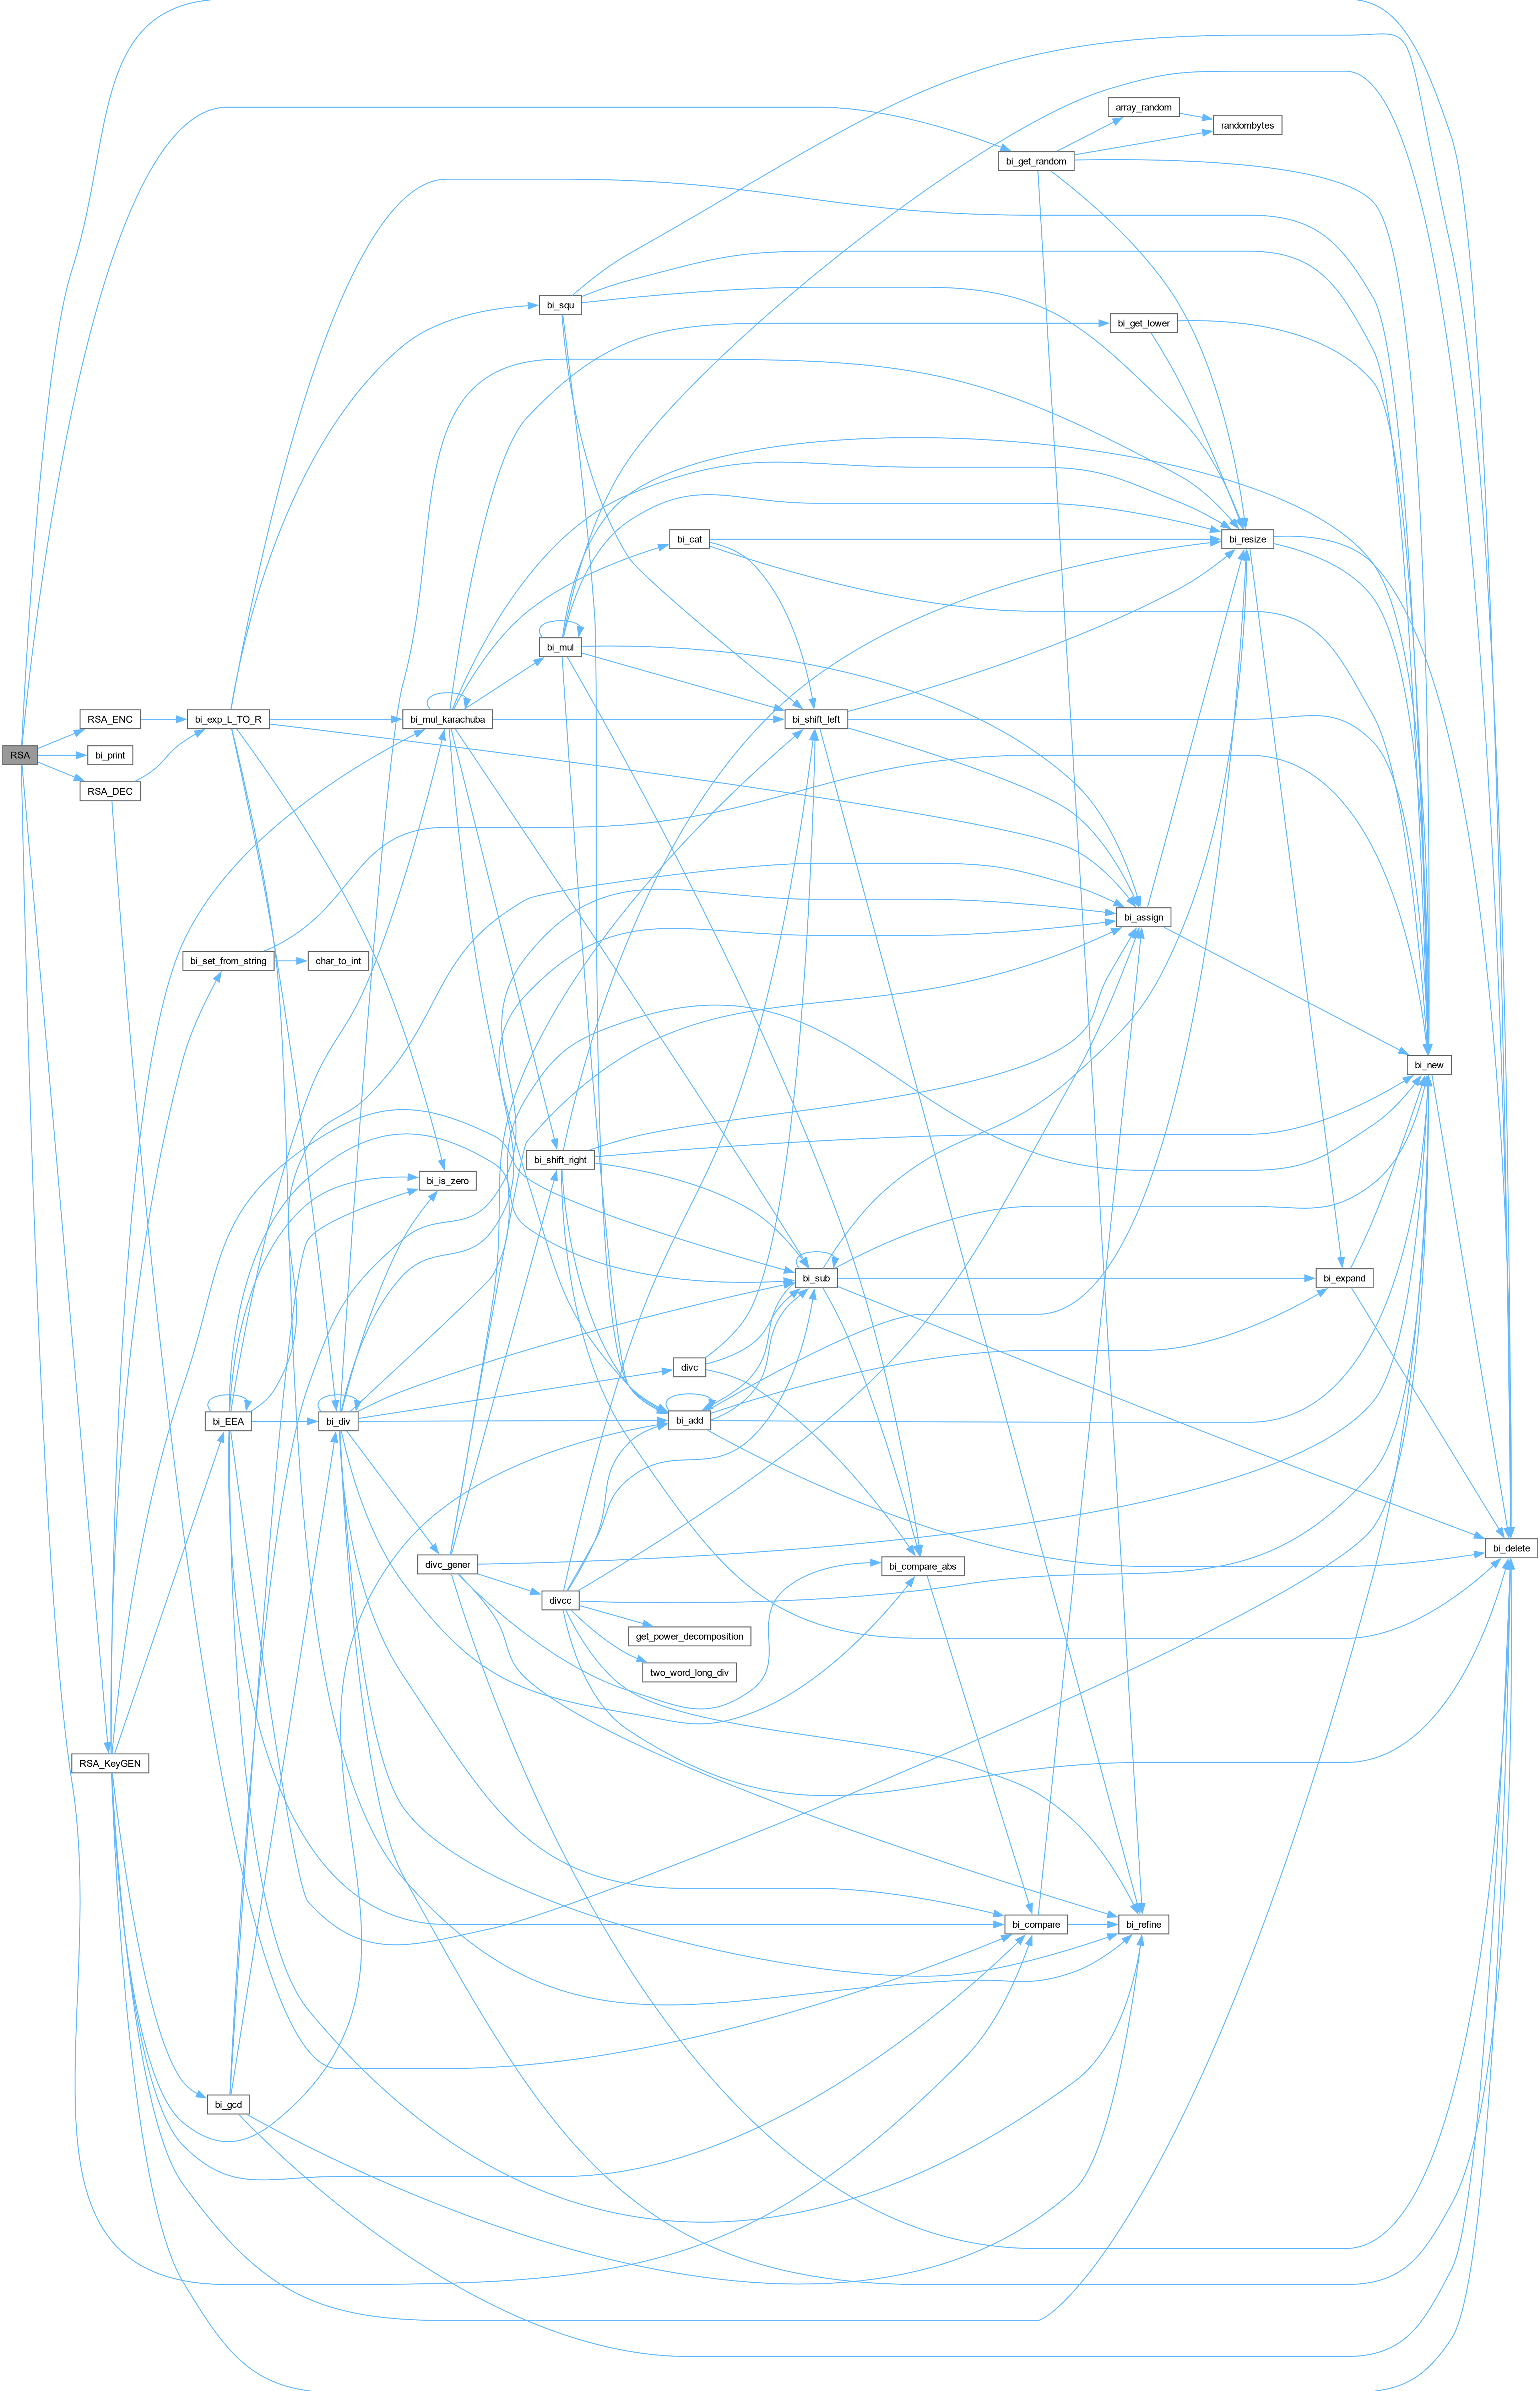 array_random
randombytes
bi_get_random
bi_squ
bi_get_lower
bi_cat
bi_resize
bi_mul
RSA_ENC
bi_exp_L_TO_R
bi_mul_karachuba
bi_shift_left
RSA
bi_print
RSA_DEC
bi_assign
bi_set_from_string
char_to_int
bi_new
bi_shift_right
bi_is_zero
bi_sub
bi_expand
divc
bi_EEA
bi_div
bi_add
bi_delete
divc_gener
bi_compare_abs
divcc
get_power_decomposition
two_word_long_div
RSA_KeyGEN
bi_compare
bi_refine
bi_gcd